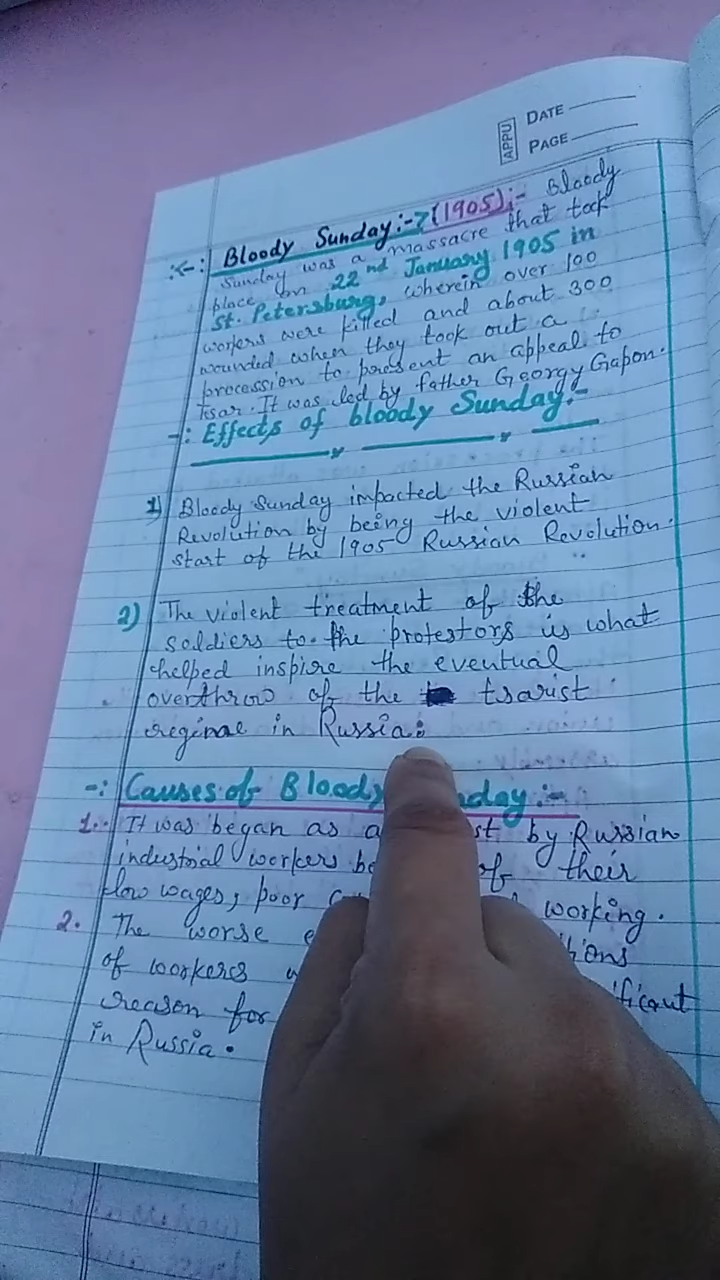 APPU
DATE
PAGE
:<-: Bloody Sunday:-7(1905):- Bloody
Sunday was a massacre that took
place on 22nd January 1905 in
St. Petersburg, wherein over 100
workers were killed and about 300
wounded when they took out a
procession to present an appeal to
tsar. It was led by father Georgy Gapon.
-: Effects of bloody Sunday:-
1) Bloody Sunday impacted the Russian
Revolution by being the violent
start of the 1905 Russian Revolution.
2) The violent treatment of the
soldiers to the protestors is what
helped inspire the eventual
overthrow of the tsarist
regime in Russia.
-: Causes of Bloody Sunday:-
1. It was began as a by Russian
industrial workers of their
low wages, poor working.
2. The worse
of workers
reason for
in Russia.